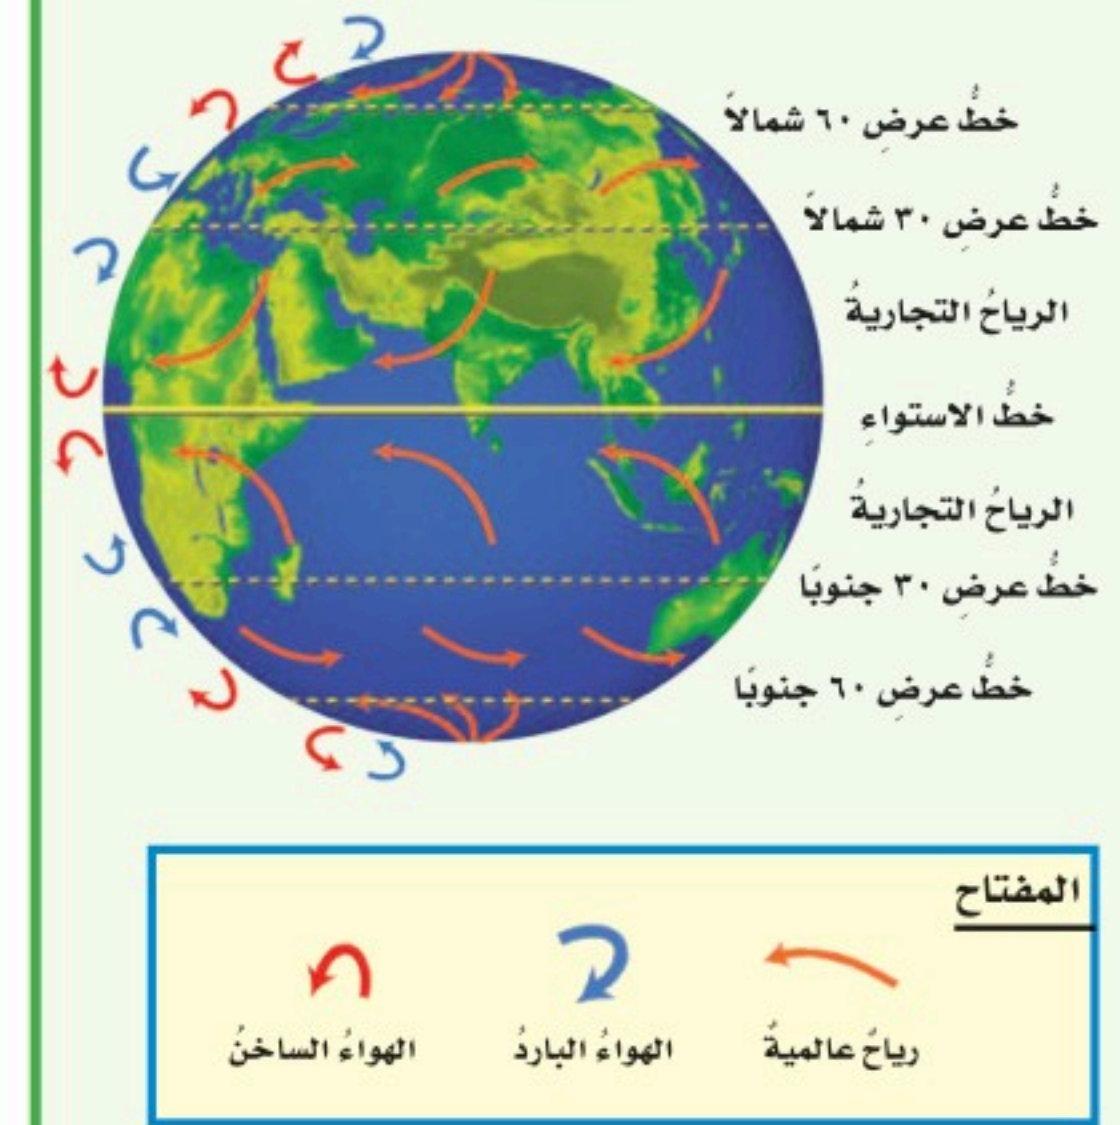 خطُّ عرضِ ٦٠ شمالاً
خطُّ عرضِ ٣٠ شمالاً
الرياحُ التجاريةُ
خطُّ الاستواءِ
الرياحُ التجاريةُ
خطُّ عرضِ ٣٠ جنوبًا
خطُّ عرضِ ٦٠ جنوبًا
المفتاح
رياحٌ عالميةٌ
الهواءُ الباردُ
الهواءُ الساخنُ